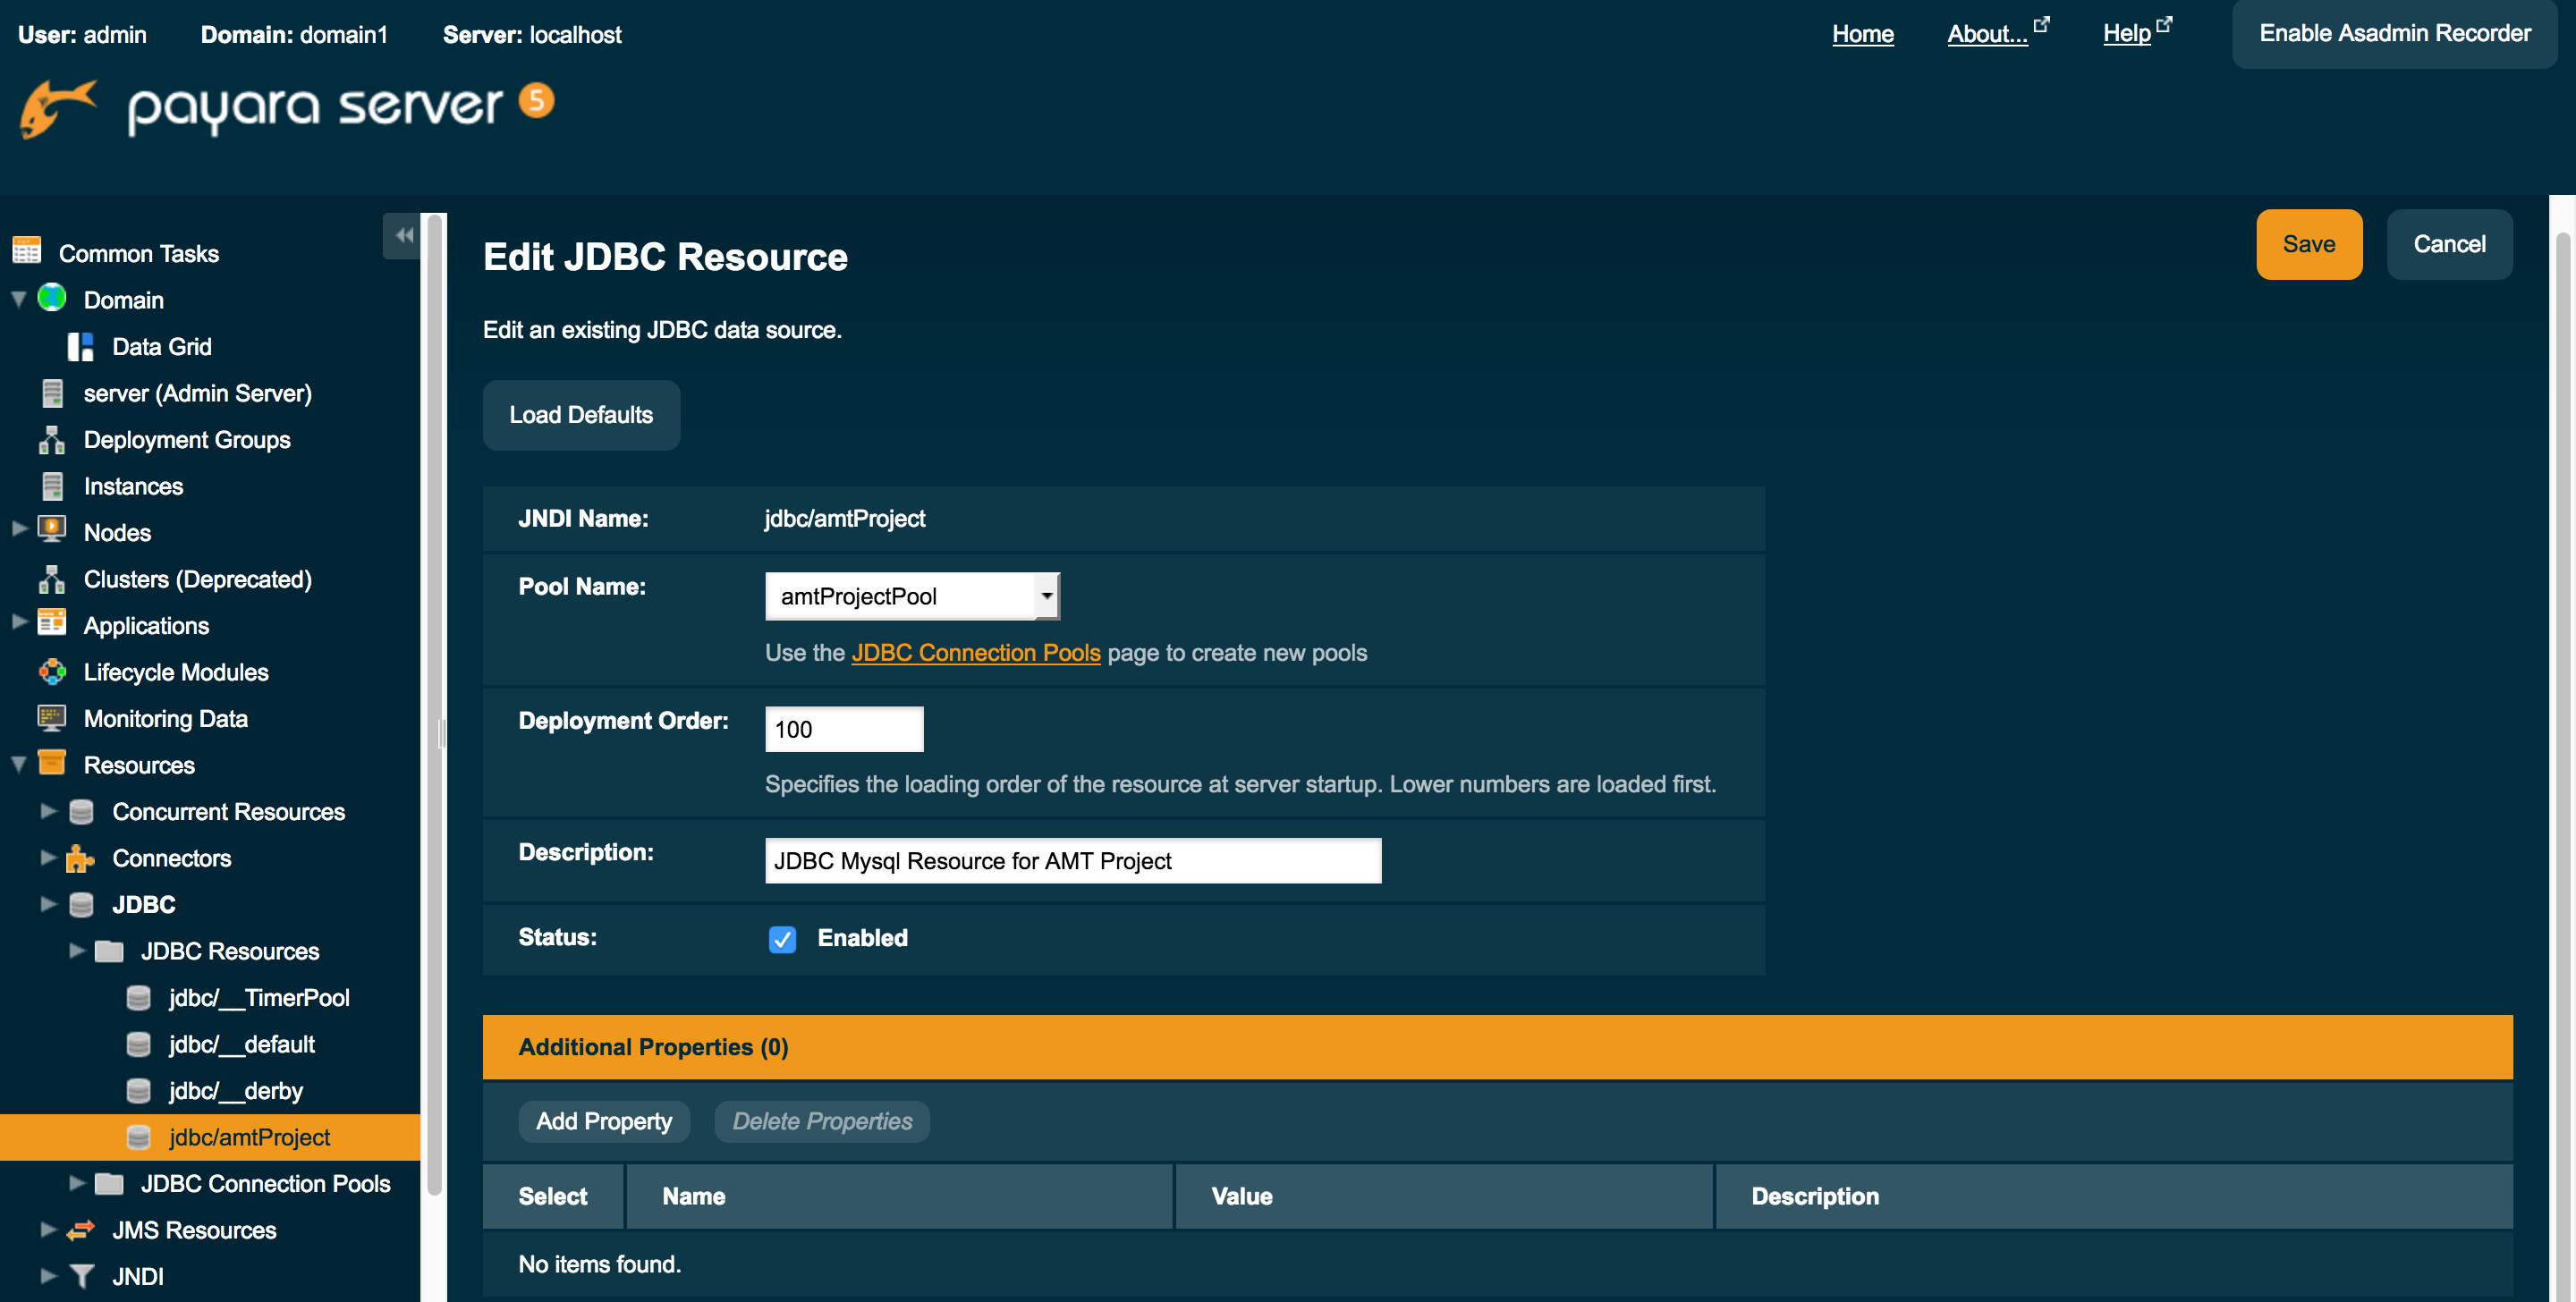 User: admin Domain: domain1 Server: localhost Home About... Help Enable Asadmin Recorder
payara server 5
Common Tasks
Domain
Data Grid
server (Admin Server)
Deployment Groups
Instances
Nodes
Clusters (Deprecated)
Applications
Lifecycle Modules
Monitoring Data
Resources
Concurrent Resources
Connectors
JDBC
JDBC Resources
jdbc/__TimerPool
jdbc/__default
jdbc/__derby
jdbc/amtProject
JDBC Connection Pools
JMS Resources
JNDI
Edit JDBC Resource
Save Cancel
Edit an existing JDBC data source.
Load Defaults
JNDI Name: jdbc/amtProject
Pool Name: amtProjectPool
Use the JDBC Connection Pools page to create new pools
Deployment Order: 100
Specifies the loading order of the resource at server startup. Lower numbers are loaded first.
Description: JDBC Mysql Resource for AMT Project
Status: Enabled
Additional Properties (0)
Add Property Delete Properties
Select Name Value Description
No items found.